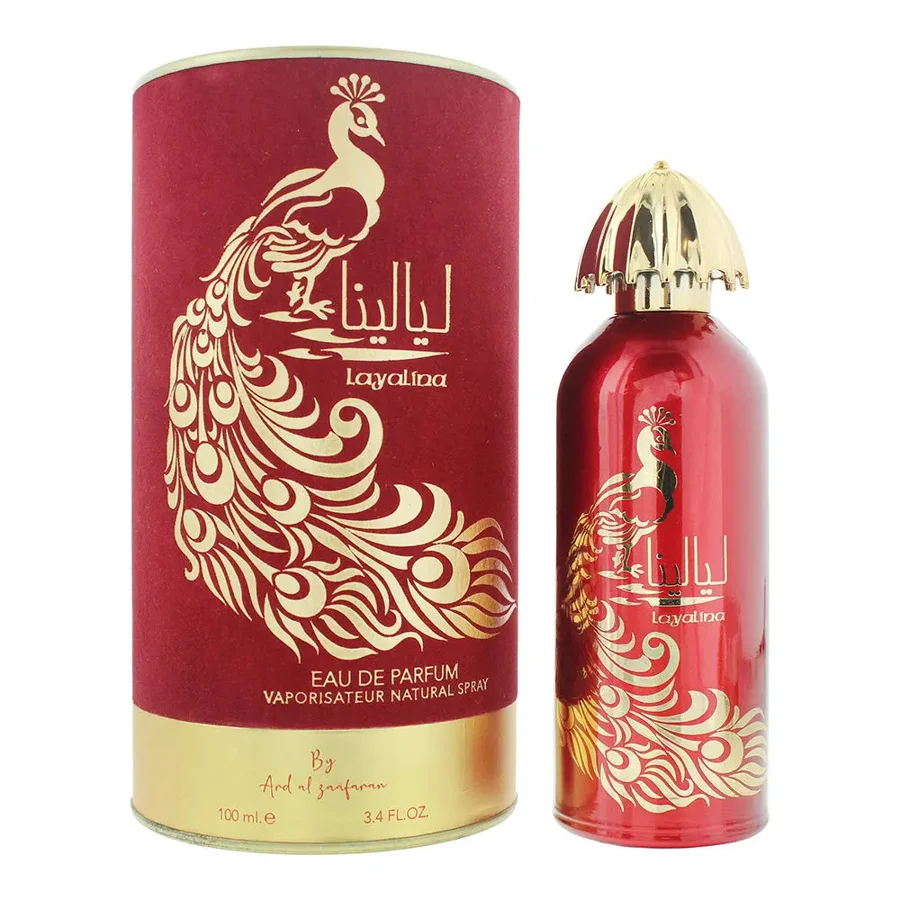 ليالينا
Layalina
EAU DE PARFUM
VAPORISATEUR NATURAL SPRAY
By
Ard al zaafaran
100 ml.e 3.4 FL.OZ.
ليالينا
Layalina